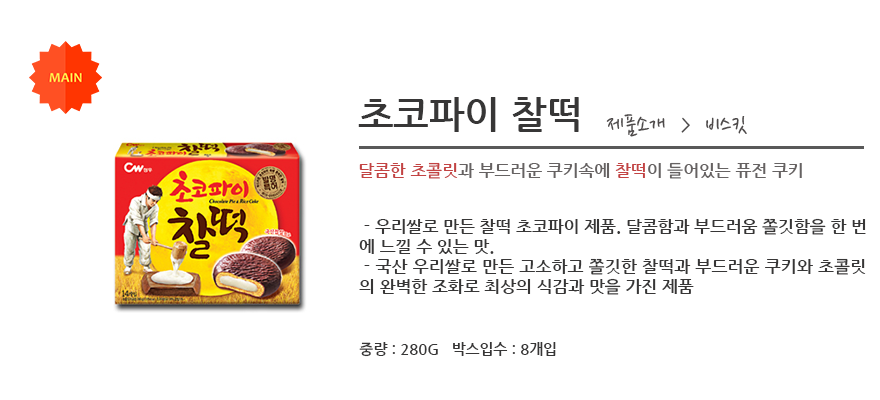 MAIN
초코파이 찰떡 제품소개 > 비스킷
달콤한 초콜릿과 부드러운 쿠키속에 찰떡이 들어있는 퓨전 쿠키
- 우리쌀로 만든 찰떡 초코파이 제품. 달콤함과 부드러움 쫄깃함을 한 번
에 느낄 수 있는 맛.
- 국산 우리쌀로 만든 고소하고 쫄깃한 찰떡과 부드러운 쿠키와 초콜릿
의 완벽한 조화로 최상의 식감과 맛을 가진 제품
중량 : 280G 박스입수 : 8개입
CW 청우
초코파이
Chocolate Pie & Rice Cake
찰떡
발명
특허